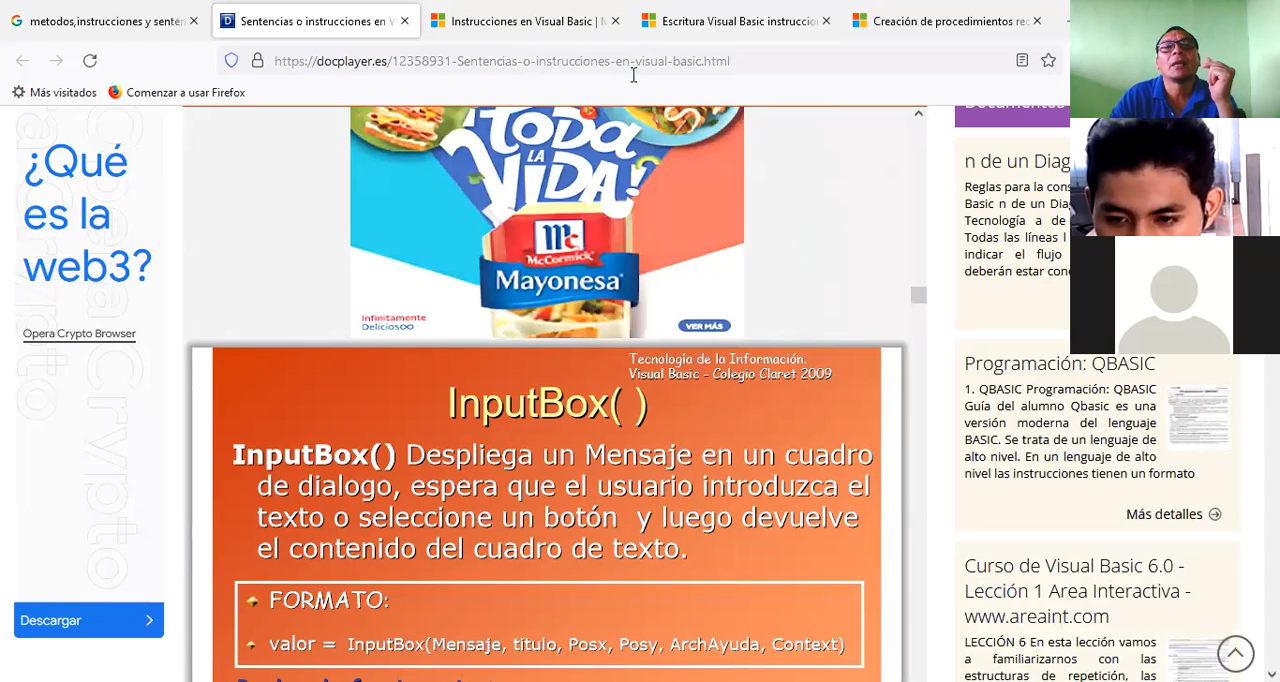 metodos,instrucciones y senten
Sentencias o instrucciones en V
Instrucciones en Visual Basic | M
Escritura Visual Basic instruccio
Creación de procedimientos rec
https://docplayer.es/12358931-Sentencias-o-instrucciones-en-visual-basic.html
Más visitados
Comenzar a usar Firefox
¿Qué
es la
web3?
Opera Crypto Browser
Descargar
TODA
LA
VIDA!
McCormick
Mayonesa
Infinitamente
Delicios
VER MÁS
Tecnología de la Información.
Visual Basic - Colegio Claret 2009
InputBox( )
InputBox() Despliega un Mensaje en un cuadro
de dialogo, espera que el usuario introduzca el
texto o seleccione un botón y luego devuelve
el contenido del cuadro de texto.
FORMATO:
valor = InputBox(Mensaje, titulo, Posx, Posy, ArchAyuda, Context)
n de un Diag
Reglas para la cons
Basic n de un Dia
Tecnología a de
Todas las líneas l
indicar el flujo
deberán estar con
Programación: QBASIC
1. QBASIC Programación: QBASIC
Guía del alumno Qbasic es una
versión moderna del lenguaje
BASIC. Se trata de un lenguaje de
alto nivel. En un lenguaje de alto
nivel las instrucciones tienen un formato
Más detalles
Curso de Visual Basic 6.0 -
Lección 1 Area Interactiva -
www.areaint.com
LECCIÓN 6 En esta lección vamos
a familiarizarnos con las
estructuras de repetición, las